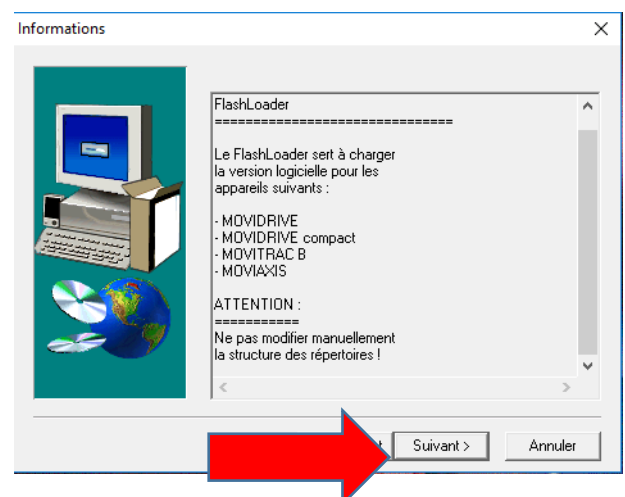 Informations
FlashLoader
===============================
Le FlashLoader sert à charger
la version logicielle pour les
appareils suivants :
- MOVIDRIVE
- MOVIDRIVE compact
- MOVITRAC B
- MOVIAXIS
ATTENTION :
===========
Ne pas modifier manuellement
la structure des répertoires !
Suivant >
Annuler